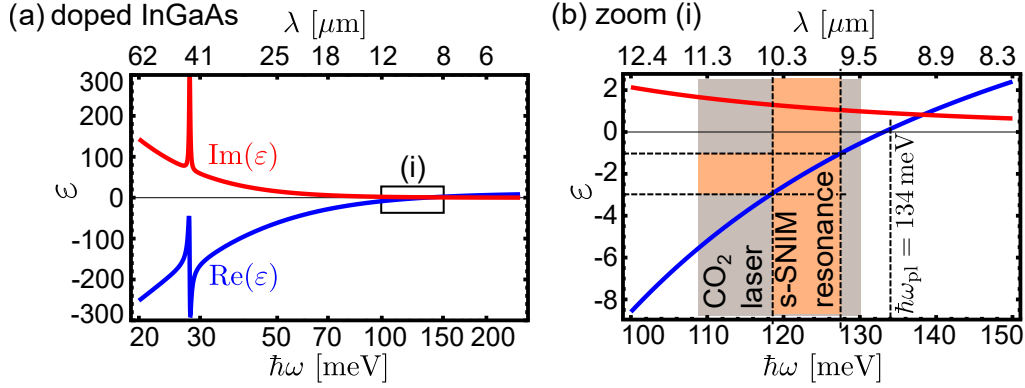 (a) doped InGaAs
λ [μm]
62 41 25 18 12 8 6
300
200
100
0
-100
-200
-300
ε
Im(ε)
(i)
Re(ε)
20 30 50 70 100 150 200
ħω [meV]
(b) zoom (i)
λ [μm]
12.4 11.3 10.3 9.5 8.9 8.3
2
0
-2
-4
-6
-8
ε
CO₂
laser
s-SNIM
resonance
ħω_pl = 134 meV
100 110 120 130 140 150
ħω [meV]